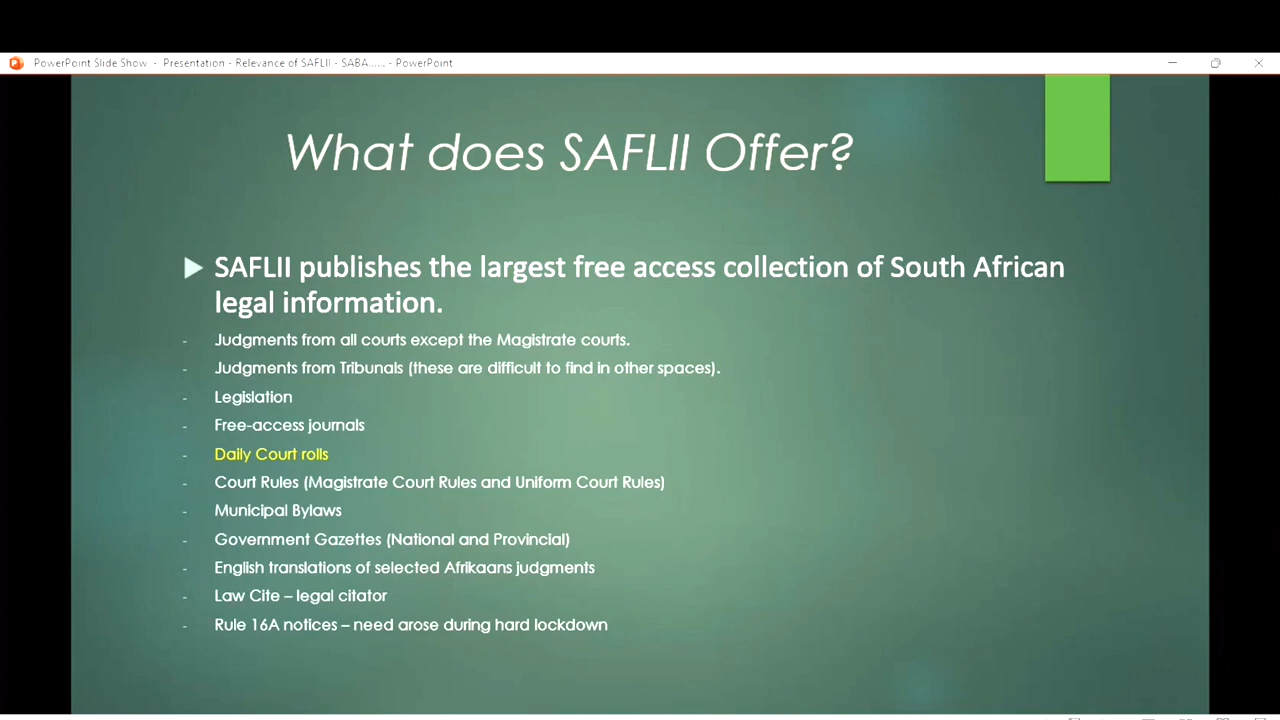 PowerPoint Slide Show - Presentation - Relevance of SAFLII - SABA...... - PowerPoint
What does SAFLII Offer?
SAFLII publishes the largest free access collection of South African
legal information.
- Judgments from all courts except the Magistrate courts.
- Judgments from Tribunals (these are difficult to find in other spaces).
- Legislation
- Free-access journals
- Daily Court rolls
- Court Rules (Magistrate Court Rules and Uniform Court Rules)
- Municipal Bylaws
- Government Gazettes (National and Provincial)
- English translations of selected Afrikaans judgments
- Law Cite – legal citator
- Rule 16A notices – need arose during hard lockdown